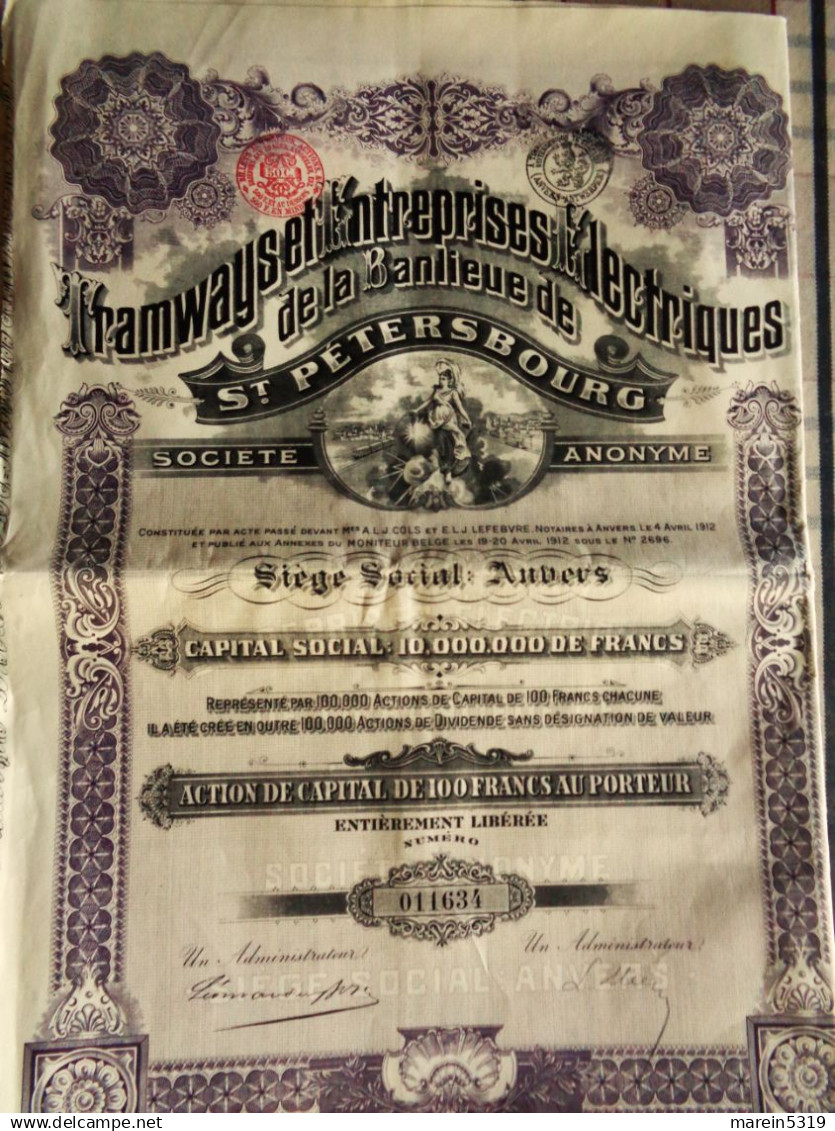 Tramways et Entreprises Electriques
de la Banlieue de
ST PÉTERSBOURG
SOCIÉTÉ ANONYME
CONSTITUÉE PAR ACTE PASSÉ DEVANT MES A.L.J. COLS ET E.L.J. LEFEBVRE, NOTAIRES À ANVERS LE 4 AVRIL 1912
ET PUBLIÉ AUX ANNEXES DU MONITEUR BELGE LES 19-20 AVRIL 1912 SOUS LE NO 2696.
Siège Social: Anvers
CAPITAL SOCIAL: 10.000.000 DE FRANCS
REPRÉSENTÉ PAR 100.000 ACTIONS DE CAPITAL DE 100 FRANCS CHACUNE
IL A ÉTÉ CRÉÉ EN OUTRE 100.000 ACTIONS DE DIVIDENDE SANS DÉSIGNATION DE VALEUR
ACTION DE CAPITAL DE 100 FRANCS AU PORTEUR
ENTIÈREMENT LIBÉRÉE
NUMÉRO
SOCIÉTÉ ANONYME
011634
Un Administrateur Un Administrateur
SIÈGE SOCIAL: ANVERS
marein5319